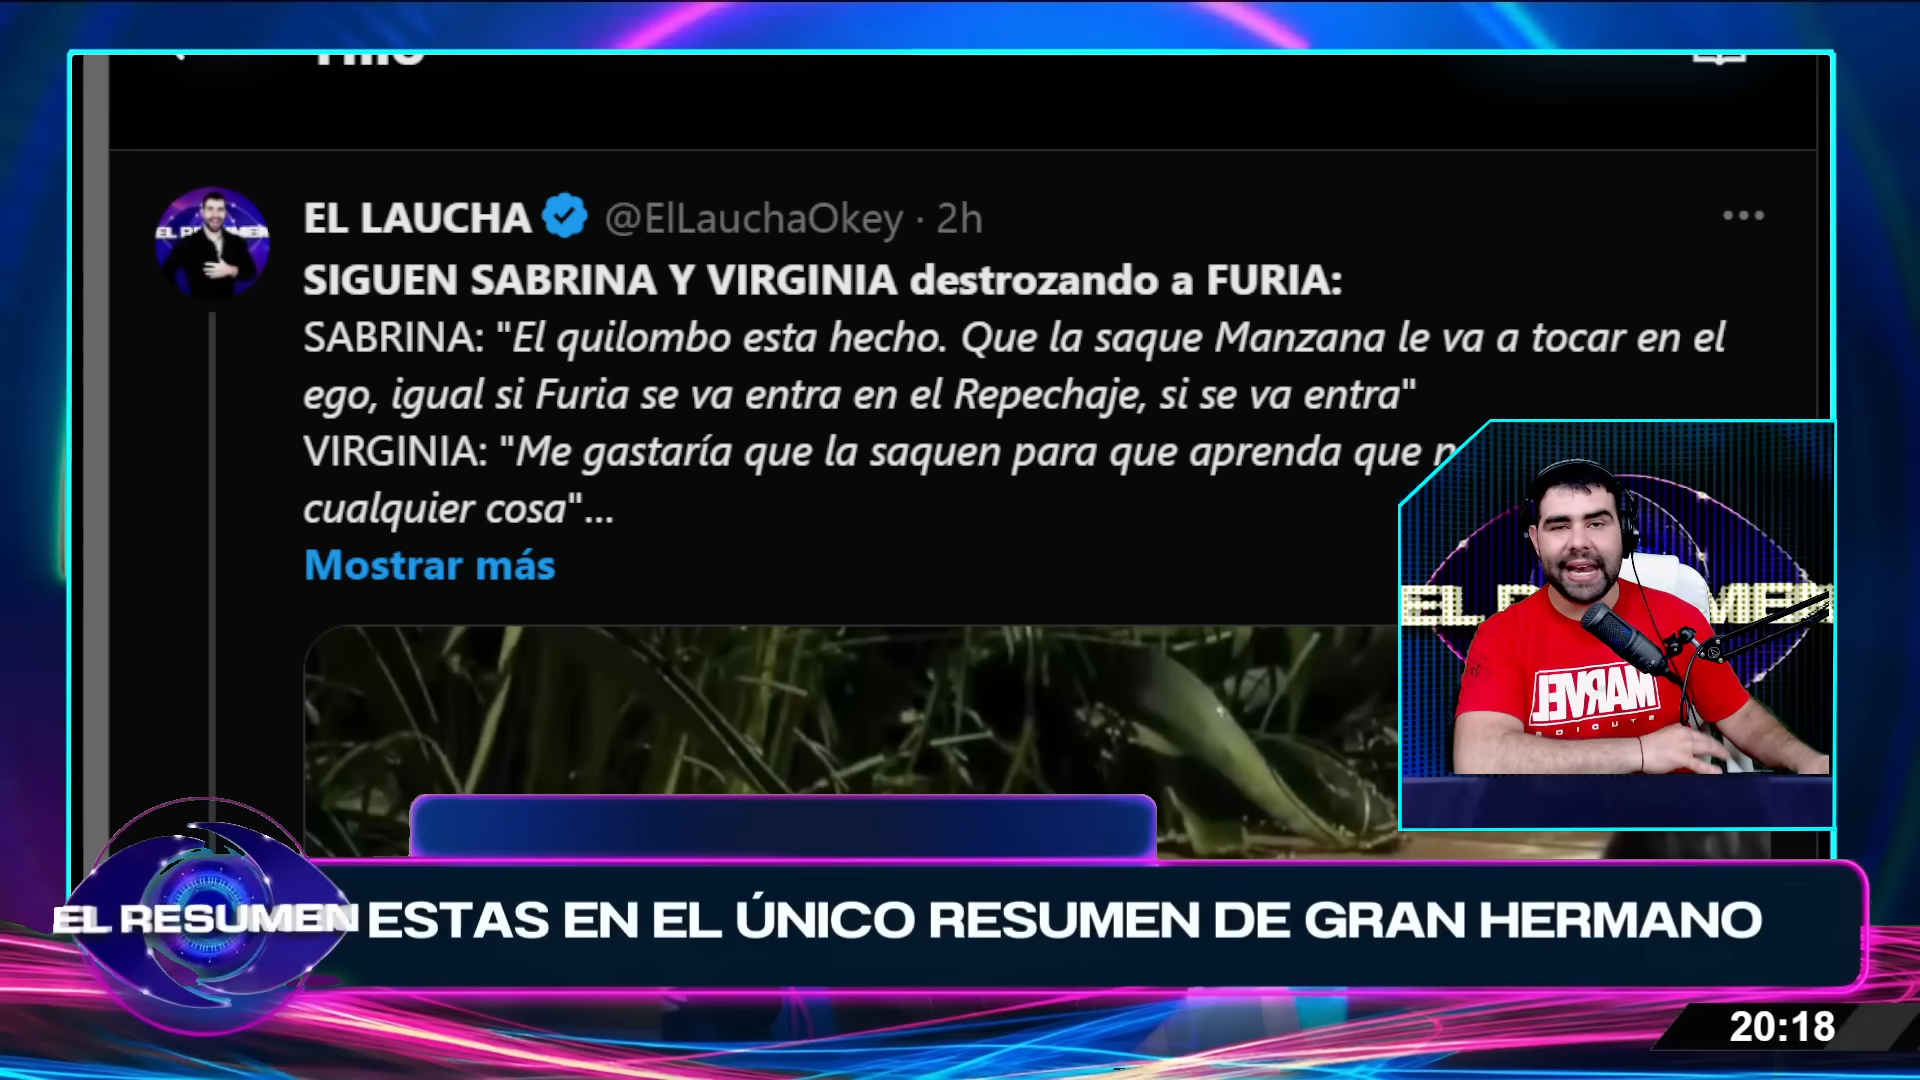 EL LAUCHA @ElLauchaOkey · 2h
SIGUEN SABRINA Y VIRGINIA destrozando a FURIA:
SABRINA: "El quilombo esta hecho. Que la saque Manzana le va a tocar en el
ego, igual si Furia se va entra en el Repechaje, si se va entra"
VIRGINIA: "Me gastaría que la saquen para que aprenda que
cualquier cosa"...
Mostrar más
MARVEL
EL RESUMEN
ESTAS EN EL ÚNICO RESUMEN DE GRAN HERMANO
20:18